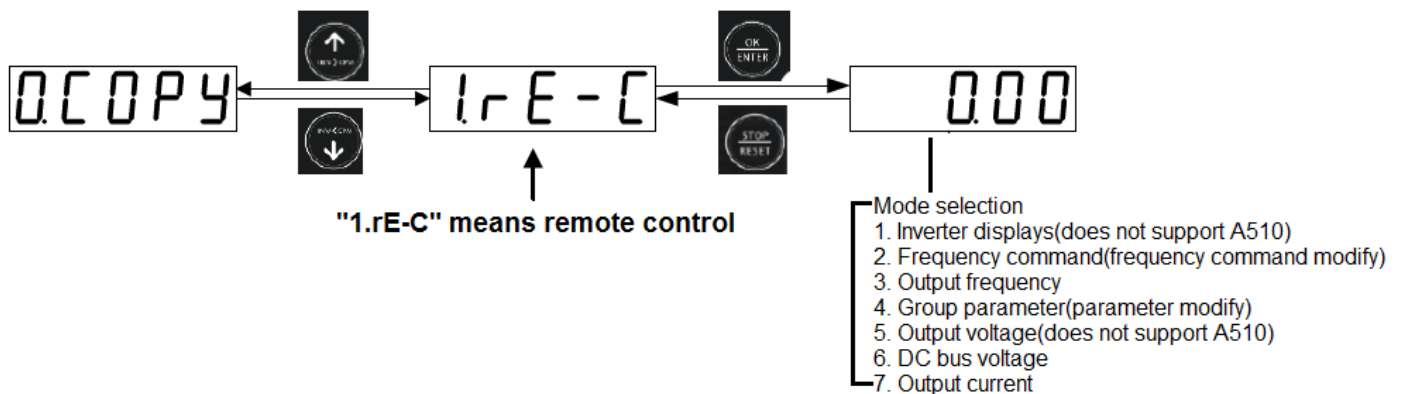 OK
ENTER
0.COPY
1.rE-C
0.00
STOP
RESET
"1.rE-C" means remote control
Mode selection
1. Inverter displays(does not support A510)
2. Frequency command(frequency command modify)
3. Output frequency
4. Group parameter(parameter modify)
5. Output voltage(does not support A510)
6. DC bus voltage
7. Output current